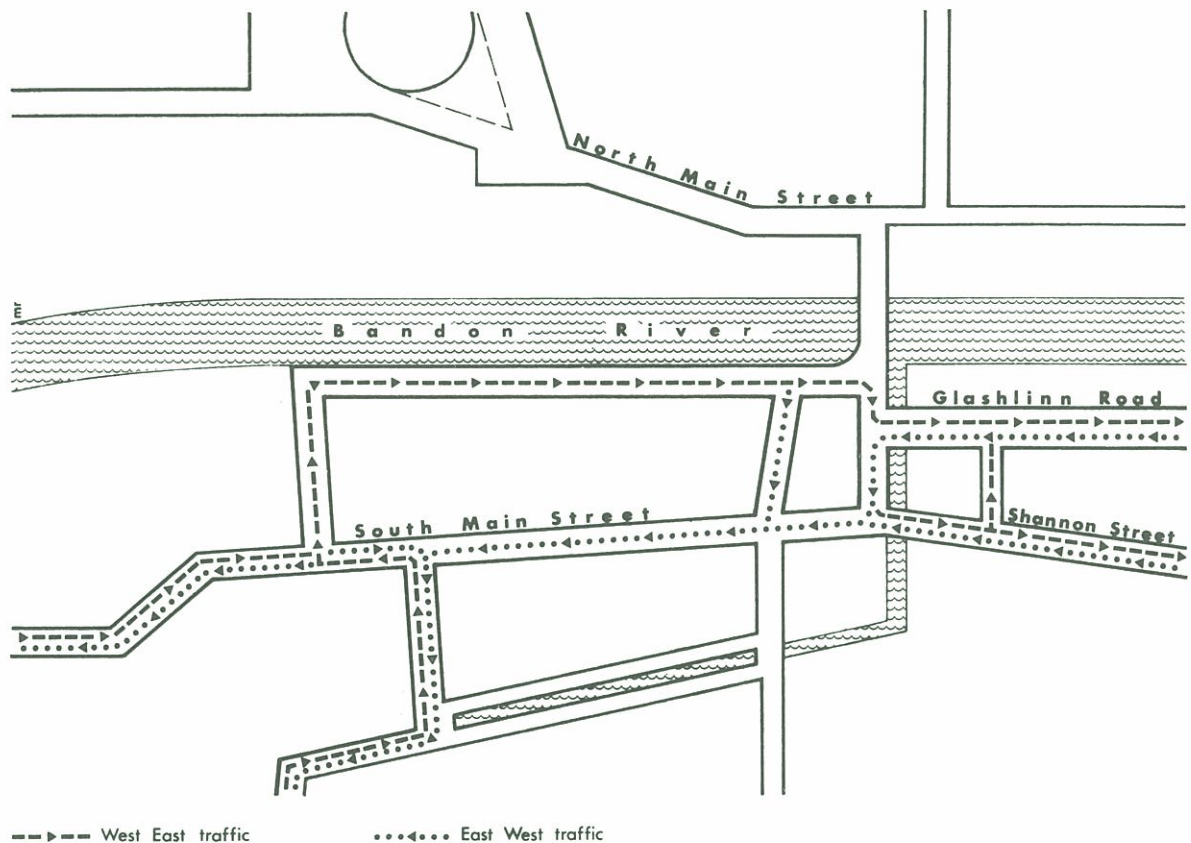 North Main Street
Bandon River
Glashlinn Road
South Main Street
Shannon Street
West East traffic
East West traffic